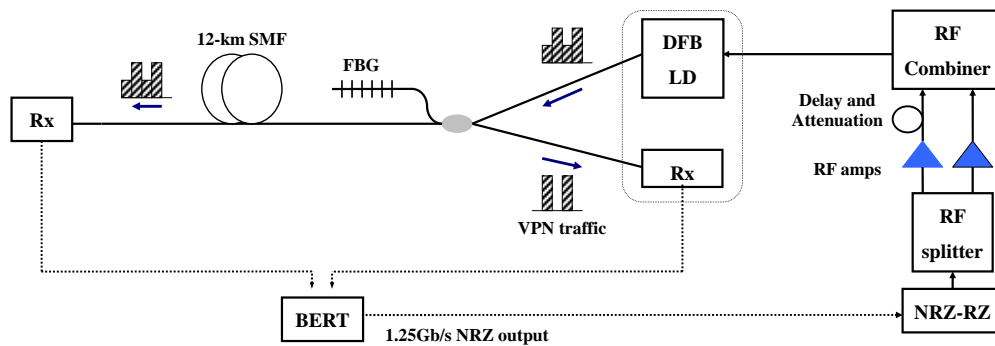 12-km SMF
FBG
DFB
LD
RF
Combiner
Delay and
Attenuation
Rx
Rx
RF amps
VPN traffic
RF
splitter
BERT
1.25Gb/s NRZ output
NRZ-RZ